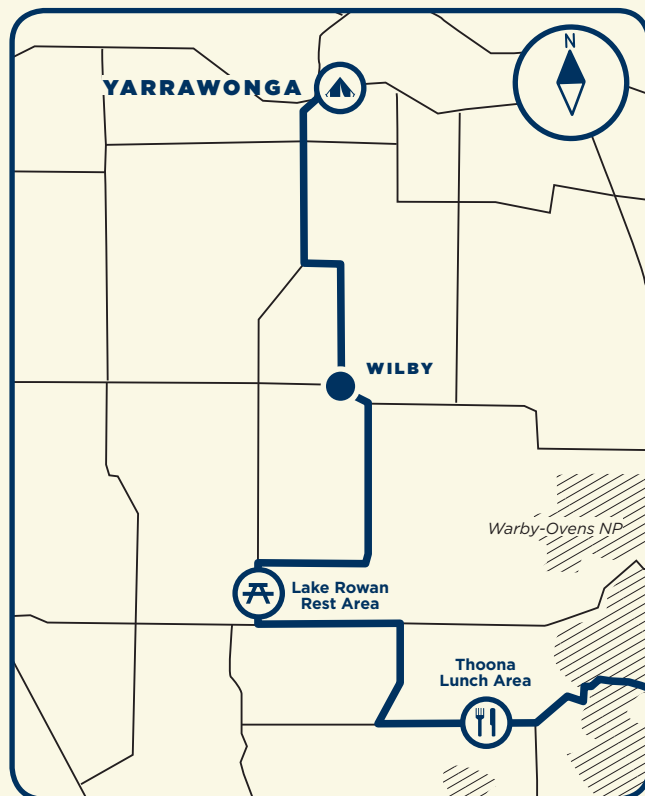 N
YARRAWONGA
WILBY
Warby-Ovens NP
Lake Rowan
Rest Area
Thoona
Lunch Area